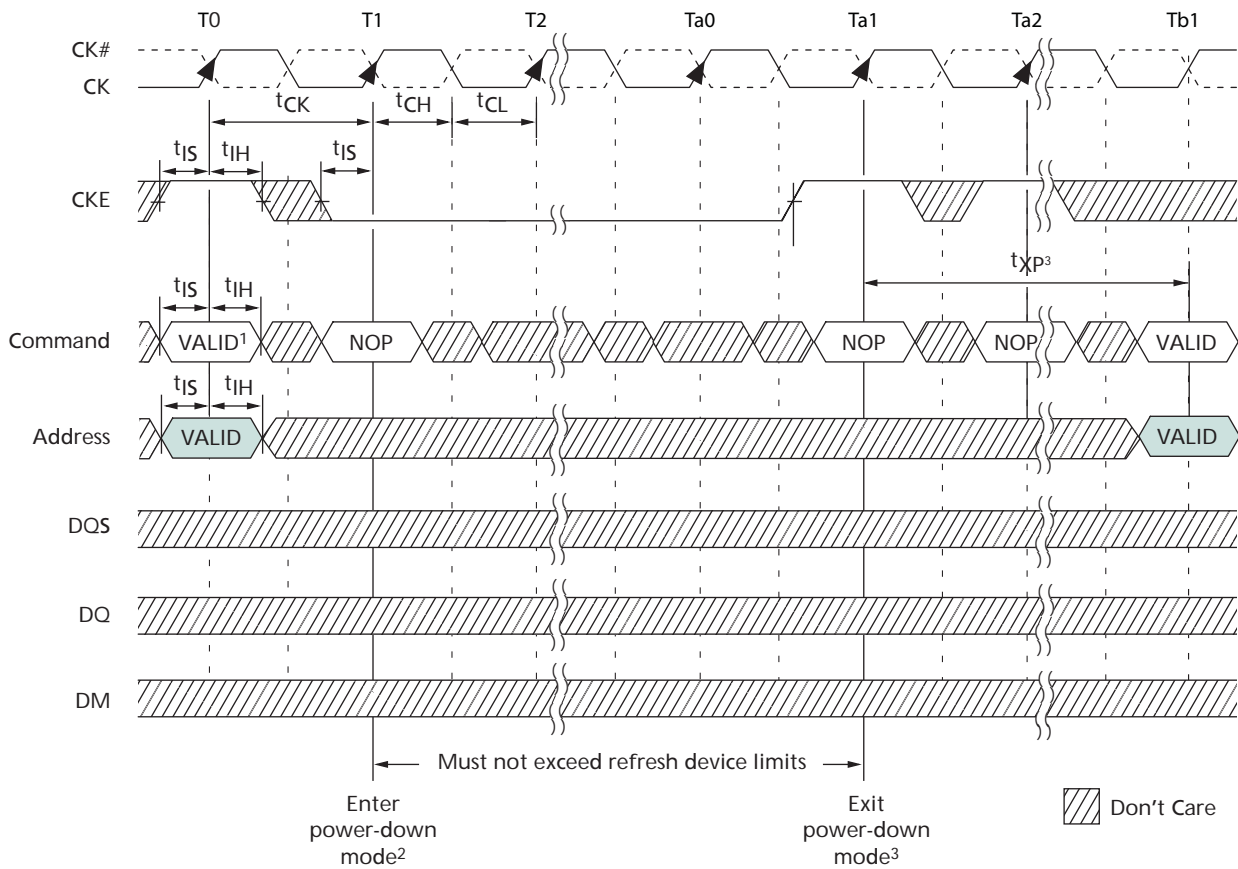 T0 T1 T2 Ta0 Ta1 Ta2 Tb1
CK#
CK
tCK tCH tCL
tIS tIH tIS
CKE
tXP3
tIS tIH
Command VALID1 NOP NOP NOP VALID
tIS tIH
Address VALID VALID
DQS
DQ
DM
Must not exceed refresh device limits
Enter
power-down
mode2
Exit
power-down
mode3
Don't Care